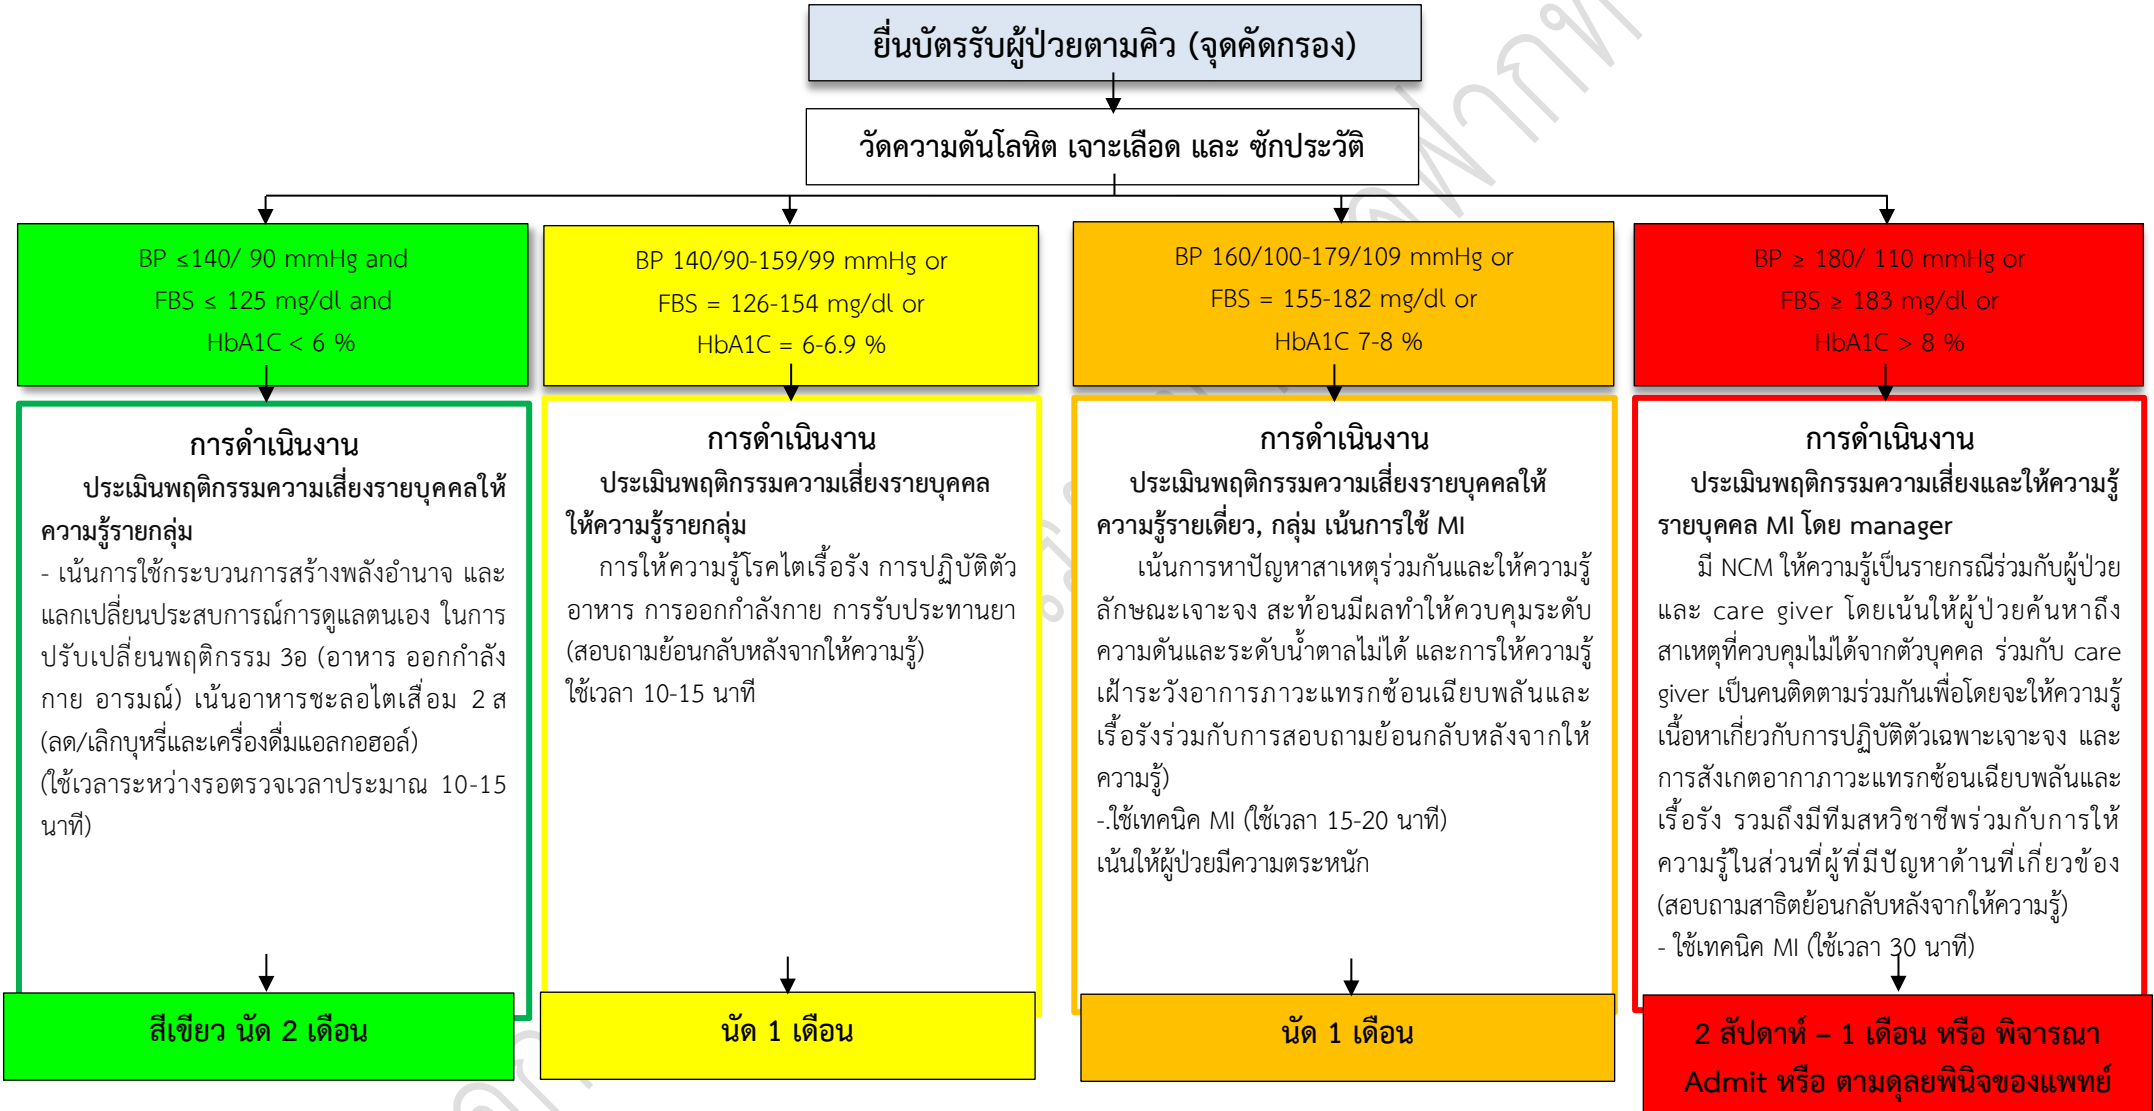 ยื่นบัตรรับผู้ป่วยตามคิว (จุดคัดกรอง)
วัดความดันโลหิต เจาะเลือด และ ซักประวัติ
BP ≤140/ 90 mmHg and
FBS ≤ 125 mg/dl and
HbA1C < 6 %
BP 140/90-159/99 mmHg or
FBS = 126-154 mg/dl or
HbA1C = 6-6.9 %
BP 160/100-179/109 mmHg or
FBS = 155-182 mg/dl or
HbA1C 7-8 %
BP ≥ 180/ 110 mmHg or
FBS ≥ 183 mg/dl or
HbA1C > 8 %
การดำเนินงาน
ประเมินพฤติกรรมความเสี่ยงรายบุคคลให้
ความรู้รายกลุ่ม
- เน้นการใช้กระบวนการสร้างพลังอำนาจ และ
แลกเปลี่ยนประสบการณ์การดูแลตนเอง ในการ
ปรับเปลี่ยนพฤติกรรม 3อ (อาหาร ออกกำลัง
กาย อารมณ์) เน้นอาหารชะลอไตเสื่อม 2 ส
(ลด/เลิกบุหรี่และเครื่องดื่มแอลกอฮอล์)
(ใช้เวลาระหว่างรอตรวจเวลาประมาณ 10-15
นาที)
การดำเนินงาน
ประเมินพฤติกรรมความเสี่ยงรายบุคคล
ให้ความรู้รายกลุ่ม
การให้ความรู้โรคไตเรื้อรัง การปฏิบัติตัว
อาหาร การออกกำลังกาย การรับประทานยา
(สอบถามย้อนกลับหลังจากให้ความรู้)
ใช้เวลา 10-15 นาที
การดำเนินงาน
ประเมินพฤติกรรมความเสี่ยงรายบุคคลให้
ความรู้รายเดี่ยว, กลุ่ม เน้นการใช้ MI
เน้นการหาปัญหาสาเหตุร่วมกันและให้ความรู้
ลักษณะเจาะจง สะท้อนมีผลทำให้ควบคุมระดับ
ความดันและระดับน้ำตาลไม่ได้ และการให้ความรู้
เฝ้าระวังอาการภาวะแทรกซ้อนเฉียบพลันและ
เรื้อรังร่วมกับการสอบถามย้อนกลับหลังจากให้
ความรู้)
-.ใช้เทคนิค MI (ใช้เวลา 15-20 นาที)
เน้นให้ผู้ป่วยมีความตระหนัก
การดำเนินงาน
ประเมินพฤติกรรมความเสี่ยงและให้ความรู้
รายบุคคล MI โดย manager
มี NCM ให้ความรู้เป็นรายกรณีร่วมกับผู้ป่วย
และ care giver โดยเน้นให้ผู้ป่วยค้นหาถึง
สาเหตุที่ควบคุมไม่ได้จากตัวบุคคล ร่วมกับ care
giver เป็นคนติดตามร่วมกันเพื่อโดยจะให้ความรู้
เนื้อหาเกี่ยวกับการปฏิบัติตัวเฉพาะเจาะจง และ
การสังเกตอากาภาวะแทรกซ้อนเฉียบพลันและ
เรื้อรัง รวมถึงมีทีมสหวิชาชีพร่วมกับการให้
ความรู้ในส่วนที่ผู้ที่มีปัญหาด้านที่เกี่ยวข้อง
(สอบถามสาธิตย้อนกลับหลังจากให้ความรู้)
- ใช้เทคนิค MI (ใช้เวลา 30 นาที)
สีเขียว นัด 2 เดือน
นัด 1 เดือน
นัด 1 เดือน
2 สัปดาห์ – 1 เดือน หรือ พิจารณา
Admit หรือ ตามดุลยพินิจของแพทย์